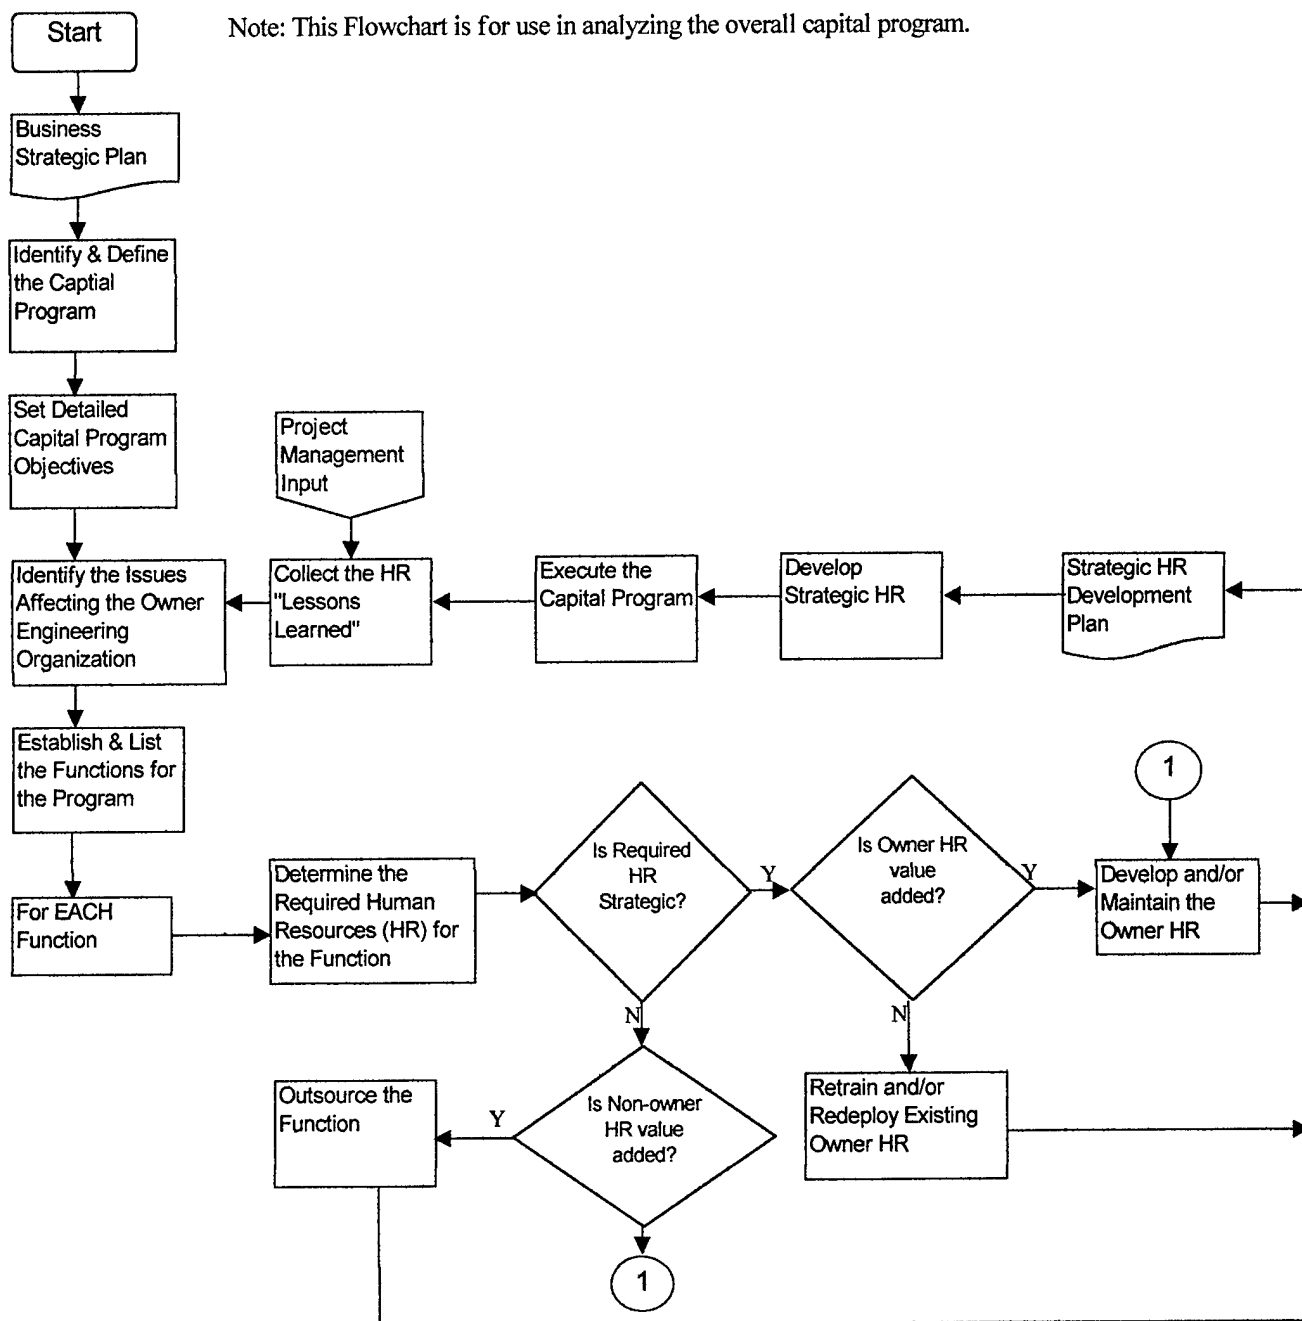 Start
Note: This Flowchart is for use in analyzing the overall capital program.
Business
Strategic Plan
Identify & Define
the Captial
Program
Set Detailed
Capital Program
Objectives
Project
Management
Input
Identify the Issues
Affecting the Owner
Engineering
Organization
Collect the HR
"Lessons
Learned"
Execute the
Capital Program
Develop
Strategic HR
Strategic HR
Development
Plan
Establish & List
the Functions for
the Program
1
For EACH
Function
Determine the
Required Human
Resources (HR) for
the Function
Is Required
HR
Strategic?
Y
N
Is Owner HR
value
added?
Y
N
Develop and/or
Maintain the
Owner HR
Outsource the
Function
Y
Is Non-owner
HR value
added?
Retrain and/or
Redeploy Existing
Owner HR
1